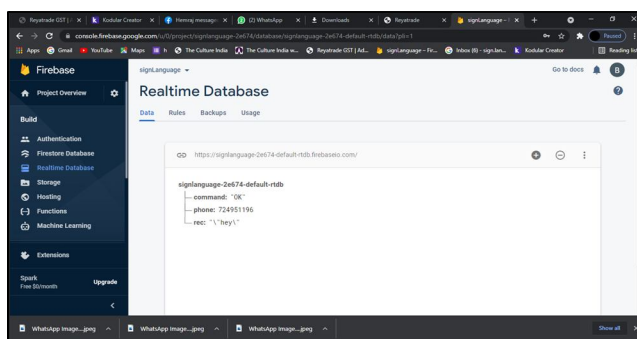 Reyatrade GST |
Kodular Creator
Hemraj messag
(2) WhatsApp
Downloads
Reyatrade
signLanguage –
console.firebase.google.com/u/0/project/signlanguage-2e674/database/signlanguage-2e674-default-rtdb/data?pli=1
Paused
Apps
Gmail
YouTube
Maps
h
The Culture India
The Culture India w...
Reyatrade GST | Ad...
signlanguage – Fir...
Inbox (6) - sign.lan...
Kodular Creator
Reading list
Firebase
signLanguage
Go to docs
B
Project Overview
Realtime Database
Data Rules Backups Usage
Build
Authentication
Firestore Database
Realtime Database
Storage
Hosting
Functions
Machine Learning
Extensions
Spark
Free $0/month
Upgrade
https://signlanguage-2e674-default-rtdb.firebaseio.com/
signlanguage-2e674-default-rtdb
command: "OK"
phone: 724951196
rec: "\"hey\"
WhatsApp Image....jpeg
WhatsApp Image....jpeg
WhatsApp Image....jpeg
Show all